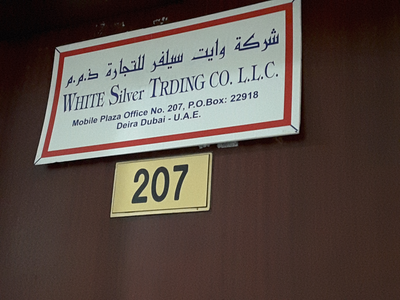 شركة وايت سيلفر للتجارة ذ.م.م
WHITE Silver TRDING CO. L.L.C.
Mobile Plaza Office No. 207, P.O.Box: 22918
Deira Dubai - U.A.E.
207